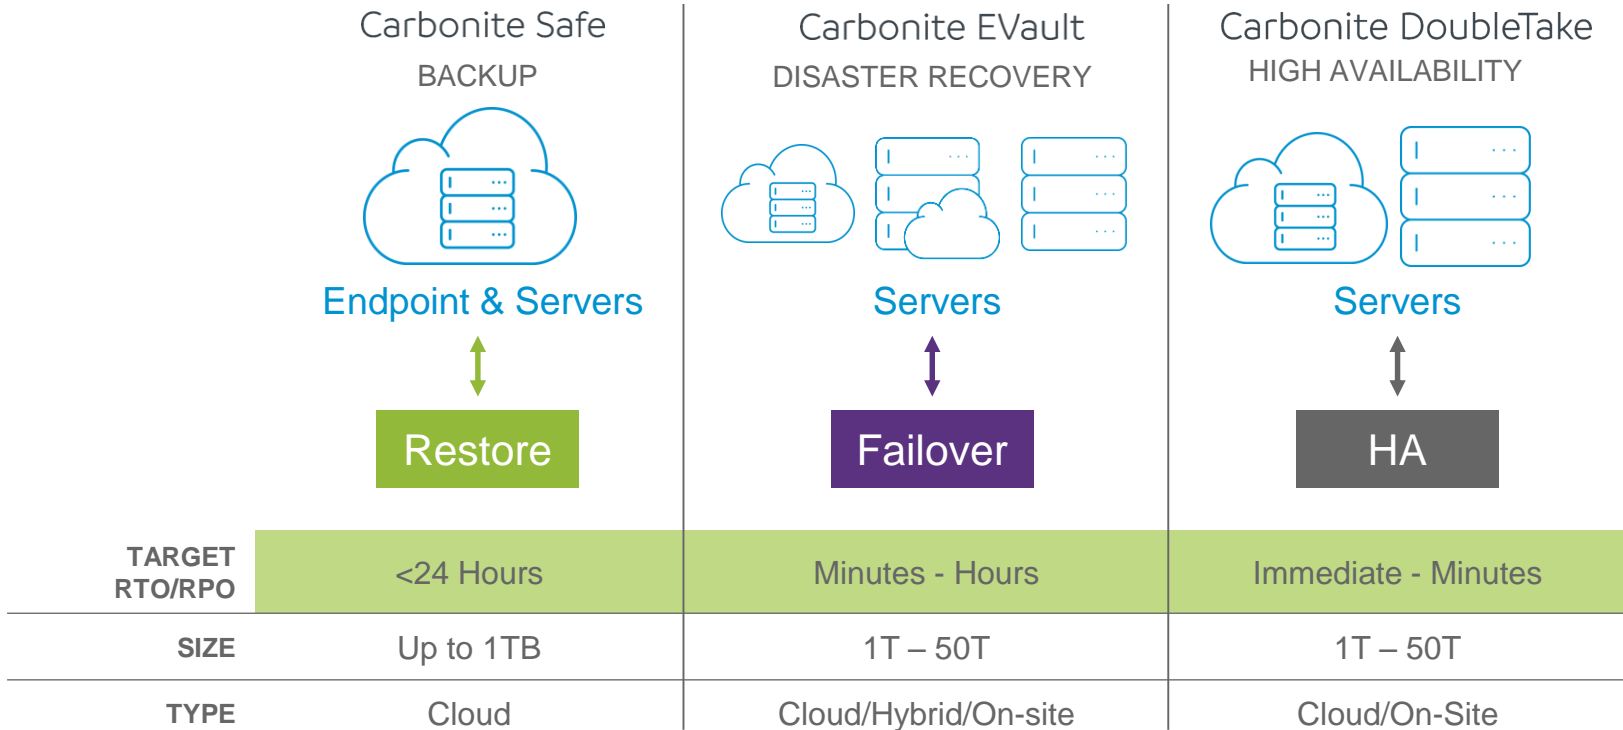 Carbonite Safe
BACKUP
Endpoint & Servers
Restore
Carbonite EVault
DISASTER RECOVERY
Servers
Failover
Carbonite DoubleTake
HIGH AVAILABILITY
Servers
HA
TARGET
RTO/RPO
<24 Hours
Minutes - Hours
Immediate - Minutes
SIZE
Up to 1TB
1T – 50T
1T – 50T
TYPE
Cloud
Cloud/Hybrid/On-site
Cloud/On-Site